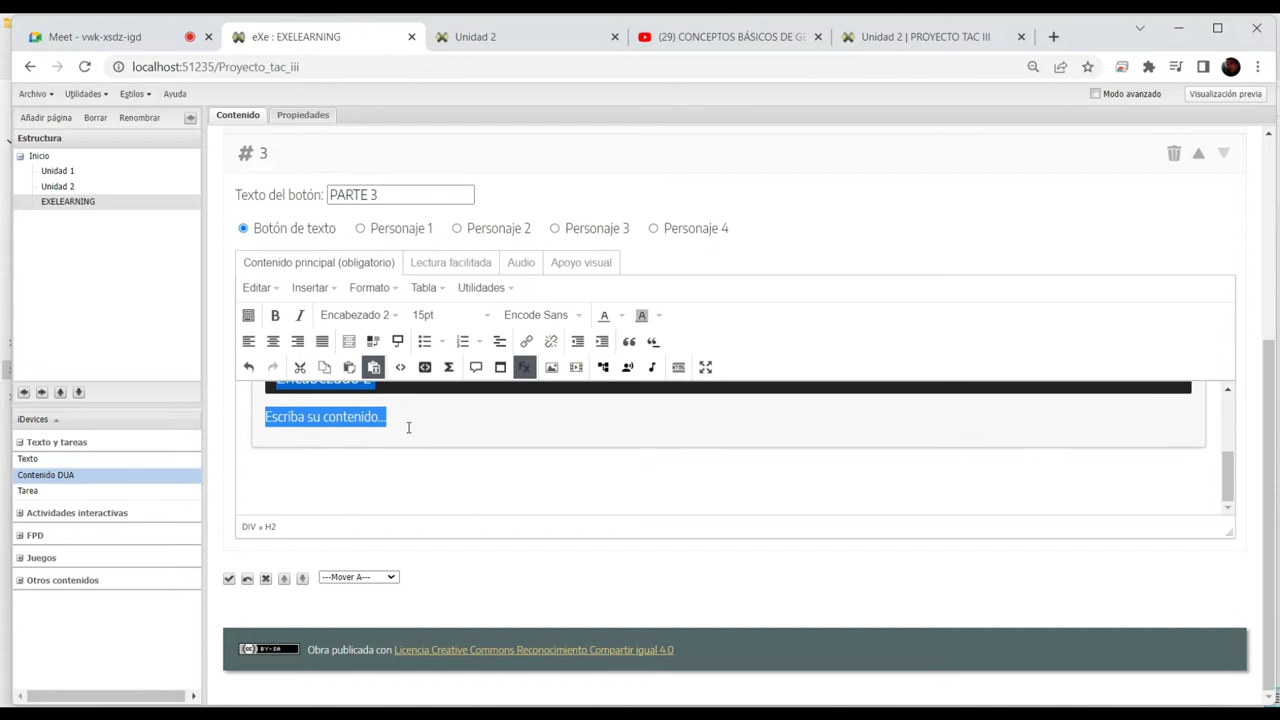 Meet - vwk-xsdz-igd
eXe : EXELEARNING
Unidad 2
(29) CONCEPTOS BÁSICOS DE GE
Unidad 2 | PROYECTO TAC III
localhost:51235/Proyecto_tac_iii
Archivo Utilidades Estilos Ayuda
Modo avanzado
Visualización previa
Añadir página Borrar Renombrar
Contenido Propiedades
Estructura
Inicio
Unidad 1
Unidad 2
EXELEARNING
# 3
Texto del botón: PARTE 3
Botón de texto Personaje 1 Personaje 2 Personaje 3 Personaje 4
Contenido principal (obligatorio) Lectura facilitada Audio Apoyo visual
Editar Insertar Formato Tabla Utilidades
B I Encabezado 2 15pt Encode Sans A A
Encabezado 2
Escriba su contenido...
DIV » H2
iDevices
Texto y tareas
Texto
Contenido DUA
Tarea
Actividades interactivas
FPD
Juegos
Otros contenidos
---Mover A---
CC BY-SA
Obra publicada con Licencia Creative Commons Reconocimiento Compartir igual 4.0